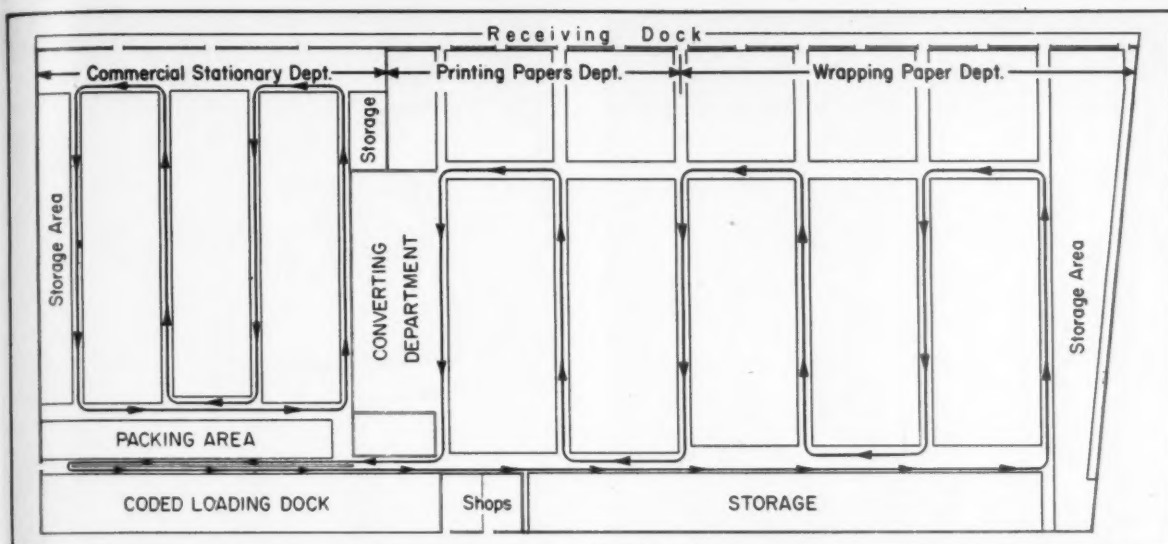 Receiving Dock
Commercial Stationary Dept.
Printing Papers Dept.
Wrapping Paper Dept.
Storage
Storage Area
CONVERTING
DEPARTMENT
Storage Area
PACKING AREA
CODED LOADING DOCK
Shops
STORAGE